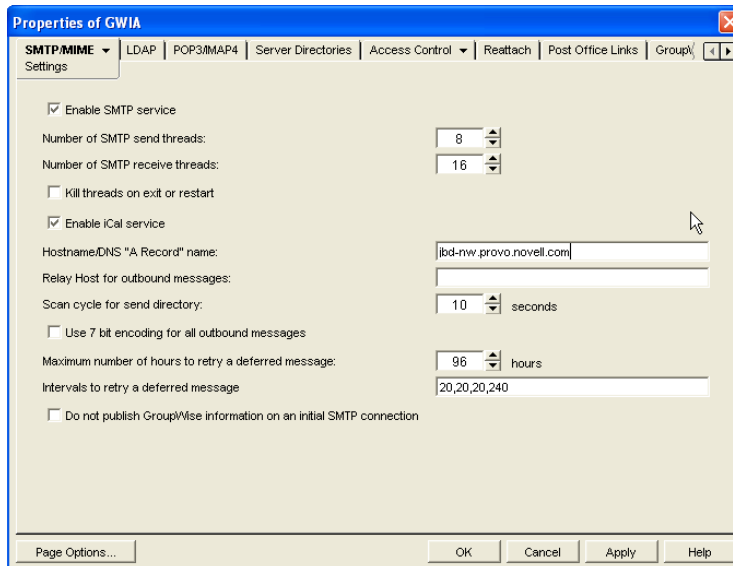 Properties of GWIA
SMTP/MIME LDAP POP3/IMAP4 Server Directories Access Control Reattach Post Office Links
Settings
Enable SMTP service
Number of SMTP send threads: 8
Number of SMTP receive threads: 16
Kill threads on exit or restart
Enable iCal service
Hostname/DNS "A Record" name: jbd-nw.provo.novell.com
Relay Host for outbound messages:
Scan cycle for send directory: 10 seconds
Use 7 bit encoding for all outbound messages
Maximum number of hours to retry a deferred message: 96 hours
Intervals to retry a deferred message 20,20,20,240
Do not publish GroupWise information on an initial SMTP connection
Page Options... OK Cancel Apply Help